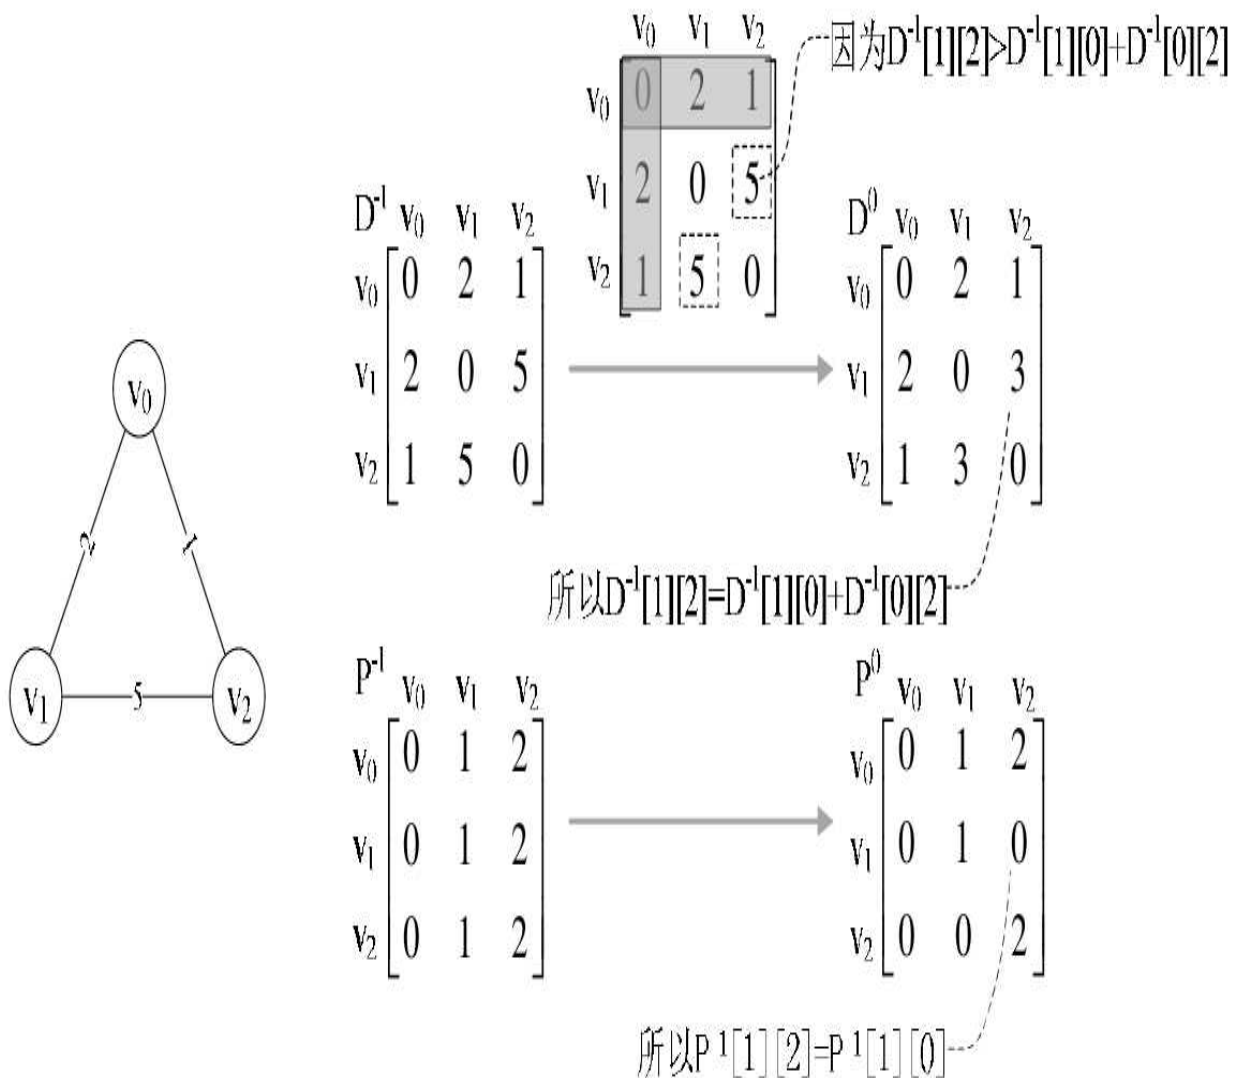 v₀ v₁ v₂
v₀ 0 2 1
v₁ 2 0 5
v₂ 1 5 0
因为D⁻¹[1][2]>D⁻¹[1][0]+D⁻¹[0][2]
v₀
2
1
v₁
5
v₂
D⁻¹ v₀ v₁ v₂
v₀ 0 2 1
v₁ 2 0 5
v₂ 1 5 0
D⁰ v₀ v₁ v₂
v₀ 0 2 1
v₁ 2 0 3
v₂ 1 3 0
所以D⁻¹[1][2]=D⁻¹[1][0]+D⁻¹[0][2]
P⁻¹ v₀ v₁ v₂
v₀ 0 1 2
v₁ 0 1 2
v₂ 0 1 2
P⁰ v₀ v₁ v₂
v₀ 0 1 2
v₁ 0 1 0
v₂ 0 0 2
所以P ¹[1][2]=P ¹[1][0]